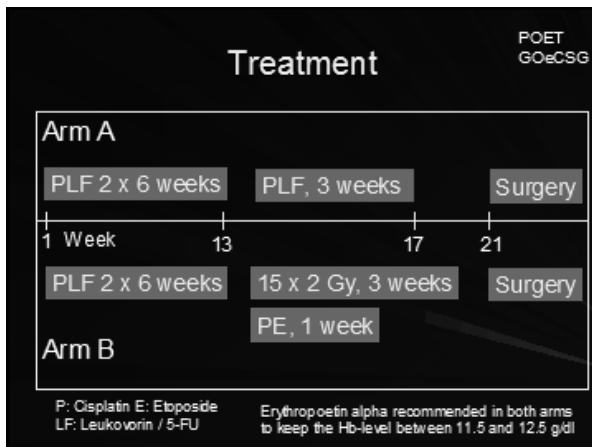 POET
GOeCSG
Treatment
Arm A
PLF 2 x 6 weeks
PLF, 3 weeks
Surgery
1 Week 13 17 21
PLF 2 x 6 weeks
15 x 2 Gy, 3 weeks
Surgery
PE, 1 week
Arm B
P: Cisplatin E: Etoposide
LF: Leukovorin / 5-FU
Erythropoetin alpha recommended in both arms
to keep the Hb-level between 11.5 and 12.5 g/dl